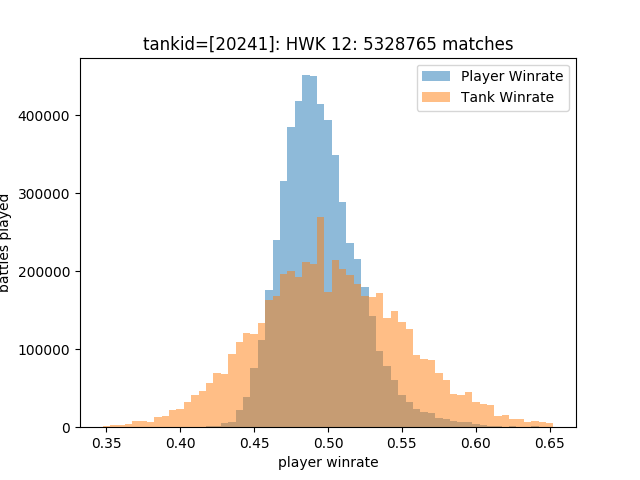 tankid=[20241]: HWK 12: 5328765 matches
Player Winrate
Tank Winrate
400000
300000
200000
100000
0
battles played
0.35 0.40 0.45 0.50 0.55 0.60 0.65
player winrate